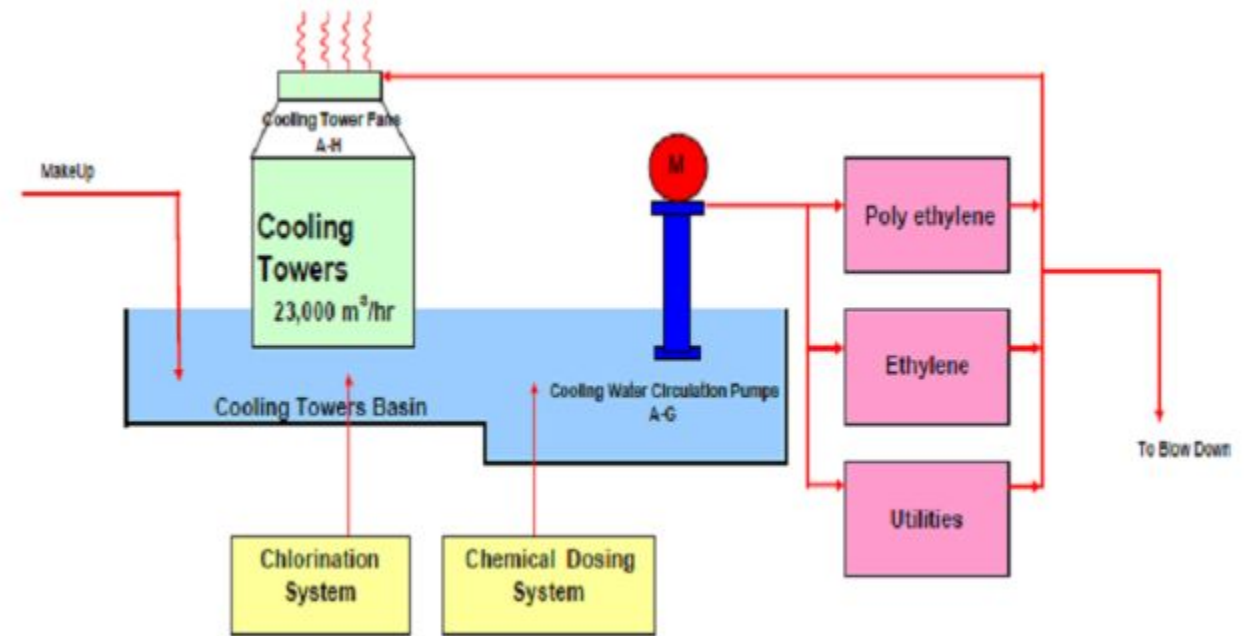 Cooling Tower Fans
A-H
MakeUp
M
Cooling
Towers
23,000 m³/hr
Poly ethylene
Ethylene
Cooling Water Circulation Pumps
A-G
Cooling Towers Basin
To Blow Down
Utilities
Chlorination
System
Chemical Dosing
System